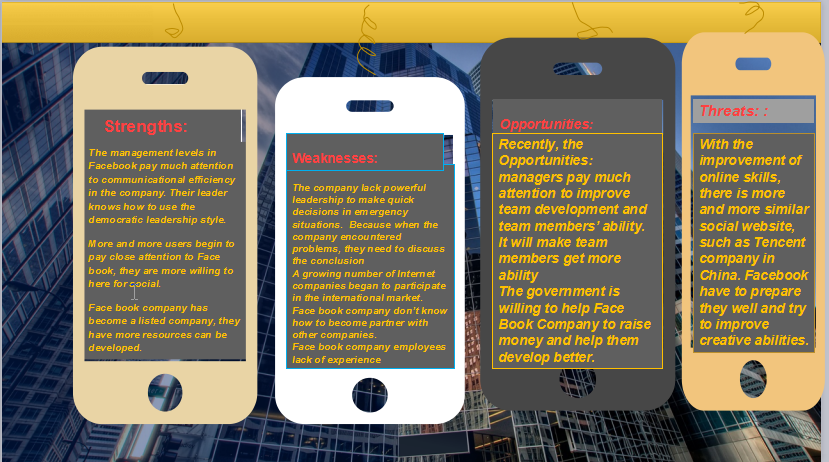 Strengths:
The management levels in
Facebook pay much attention
to communicational efficiency
in the company. Their leader
knows how to use the
democratic leadership style.
More and more users begin to
pay close attention to Face
book, they are more willing to
here for social.
Face book company has
become a listed company, they
have more resources can be
developed.
Weaknesses:
The company lack powerful
leadership to make quick
decisions in emergency
situations.  Because when the
company encountered
problems, they need to discuss
the conclusion
A growing number of Internet
companies began to participate
in the international market.
Face book company don't know
how to become partner with
other companies.
Face book company employees
lack of experience
Opportunities:
Recently, the
Opportunities:
managers pay much
attention to improve
team development and
team members' ability.
It will make team
members get more
ability
The government is
willing to help Face
Book Company to raise
money and help them
develop better.
Threats: :
With the
improvement of
online skills,
there is more
and more similar
social website,
such as Tencent
company in
China. Facebook
have to prepare
they well and try
to improve
creative abilities.